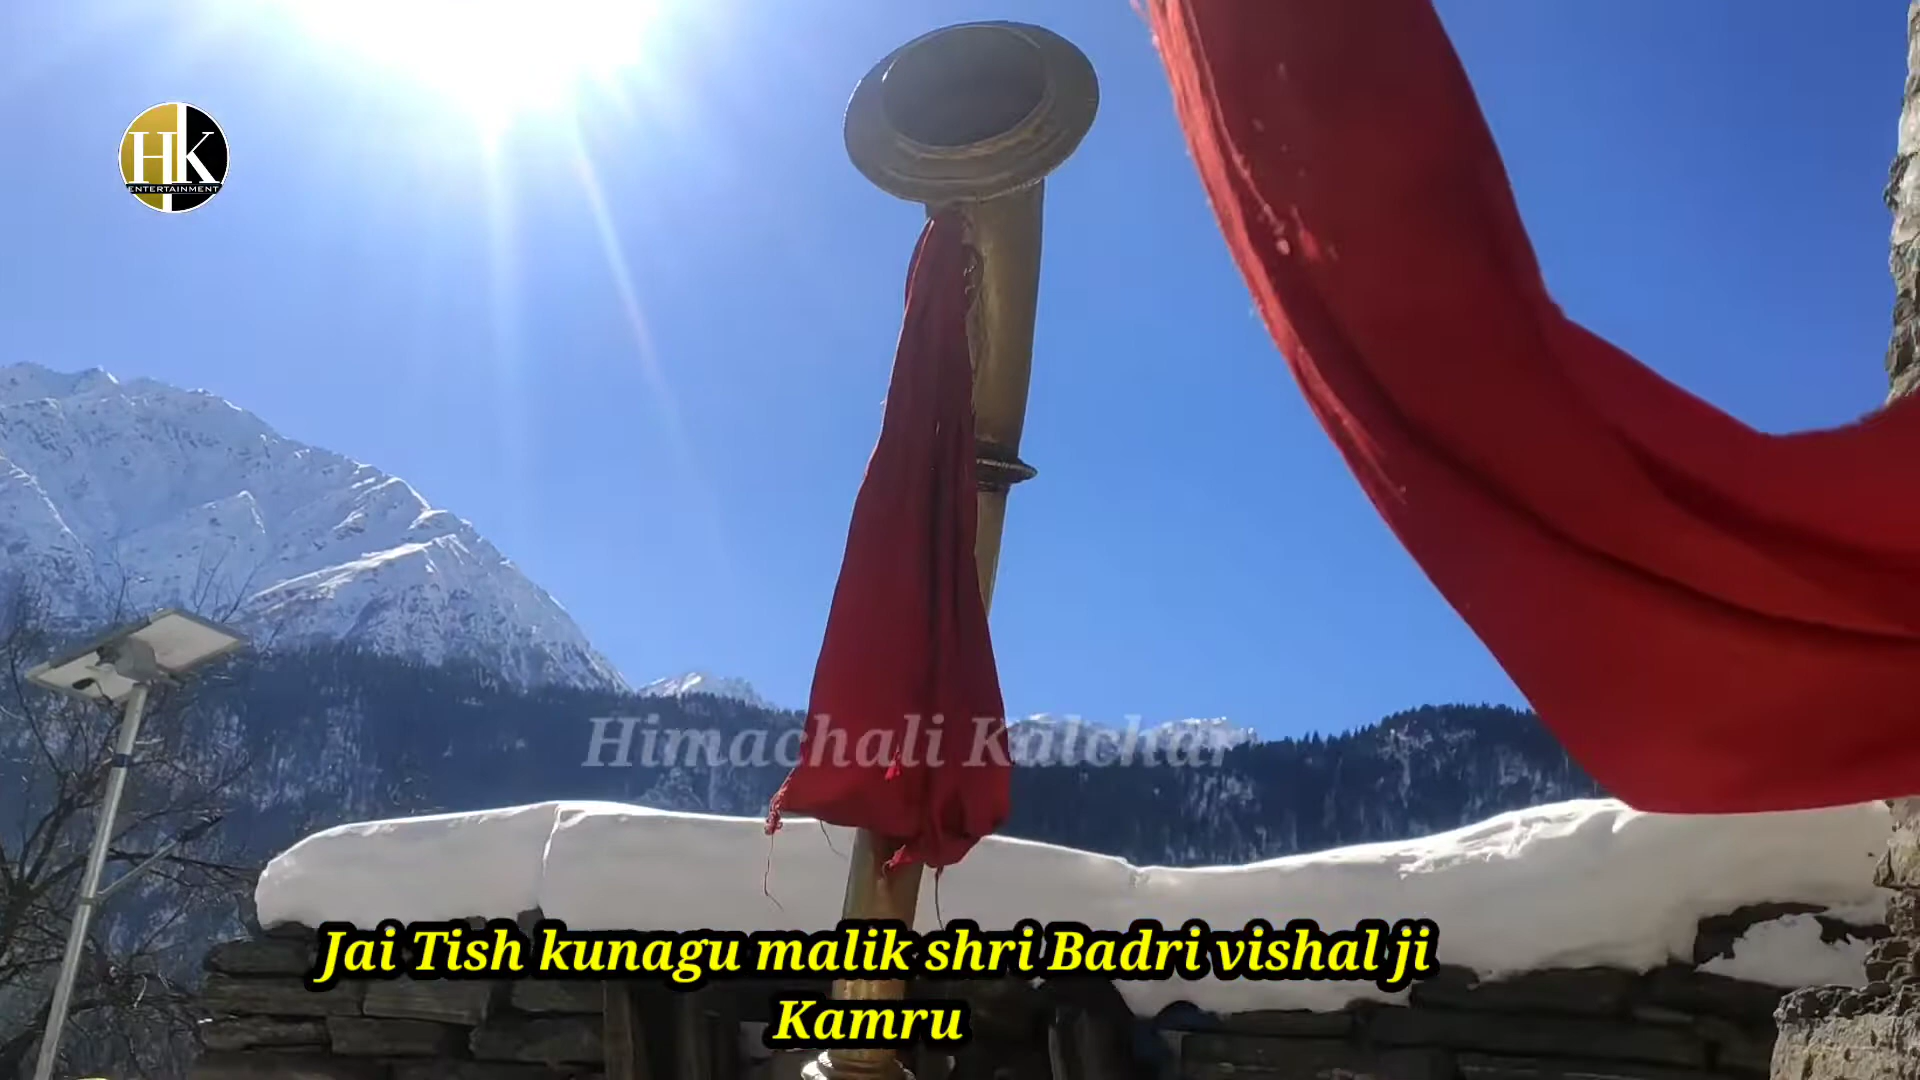 HK
ENTERTAINMENT
Himachali Kalchar
Jai Tish kunagu malik shri Badri vishal ji
Kamru